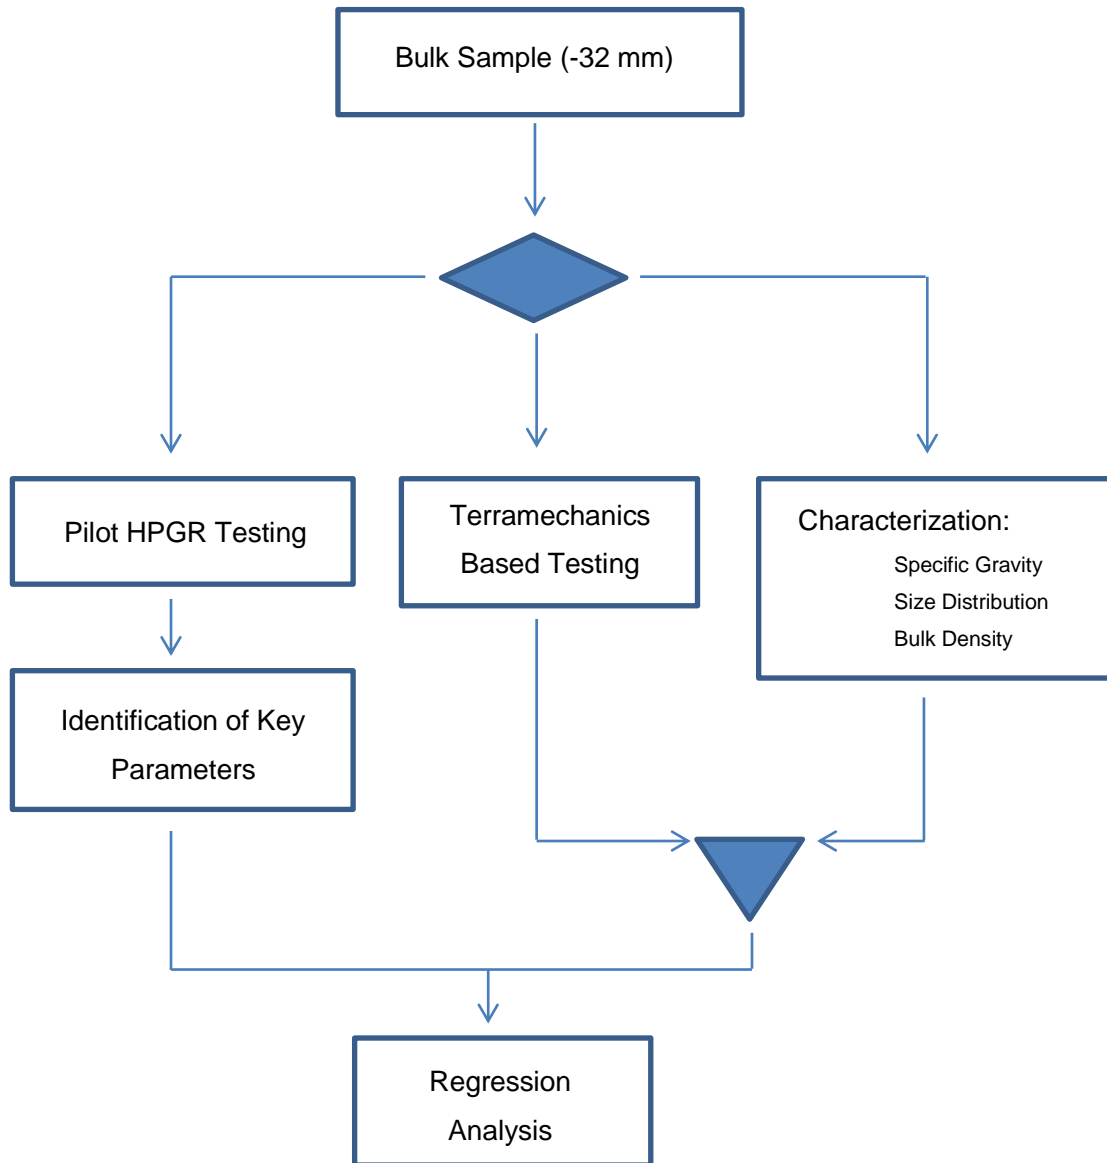 Bulk Sample (-32 mm)
Pilot HPGR Testing
Terramechanics
Based Testing
Characterization:
Specific Gravity
Size Distribution
Bulk Density
Identification of Key
Parameters
Regression
Analysis